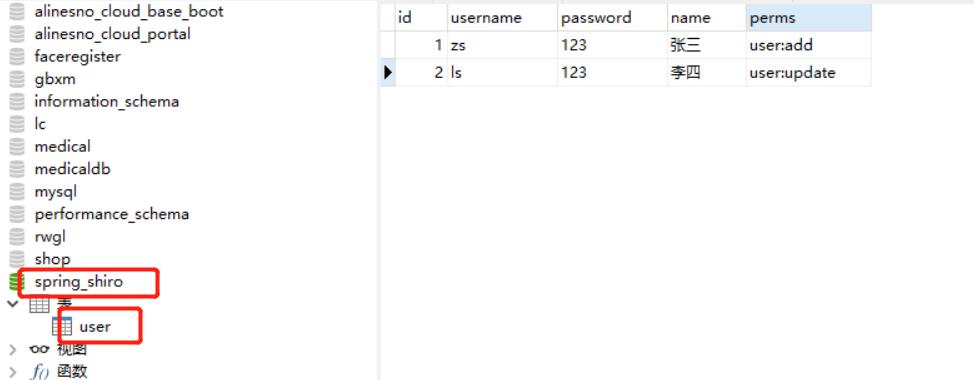 alinesno_cloud_base_boot
alinesno_cloud_portal
faceregister
gbxm
information_schema
lc
medical
medicaldb
mysql
performance_schema
rwgl
shop
spring_shiro
表
user
视图
f() 函数
id username password name perms
1 zs 123 张三 user:add
2 ls 123 李四 user:update